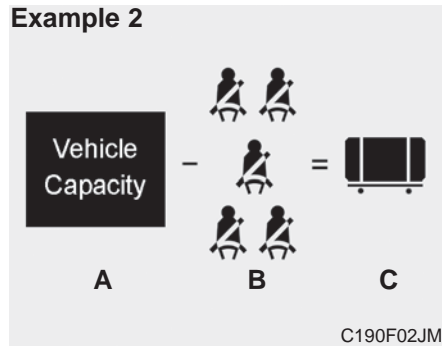 Example 2
Vehicle
Capacity
- =
A B C
C190F02JM